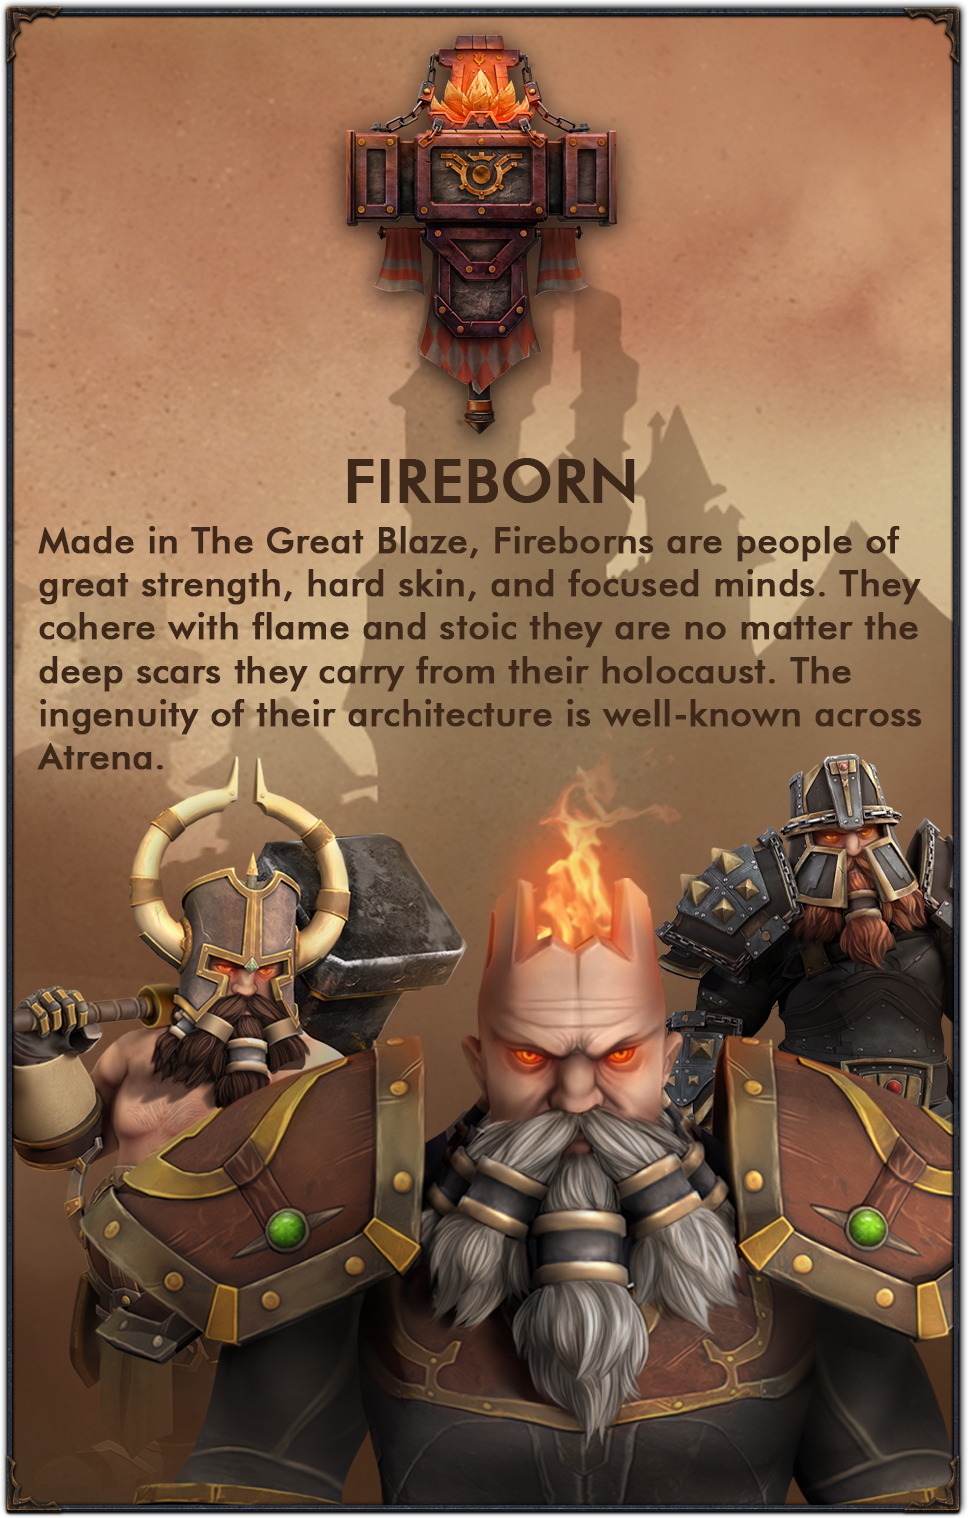 FIREBORN
Made in The Great Blaze, Fireborns are people of
great strength, hard skin, and focused minds. They
cohere with flame and stoic they are no matter the
deep scars they carry from their holocaust. The
ingenuity of their architecture is well-known across
Atrena.